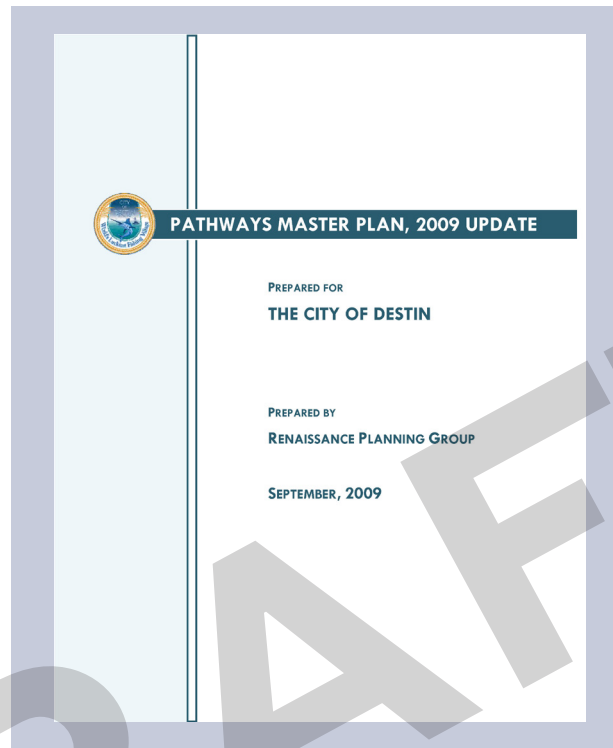 PATHWAYS MASTER PLAN, 2009 UPDATE
PREPARED FOR
THE CITY OF DESTIN
PREPARED BY
RENAISSANCE PLANNING GROUP
SEPTEMBER, 2009